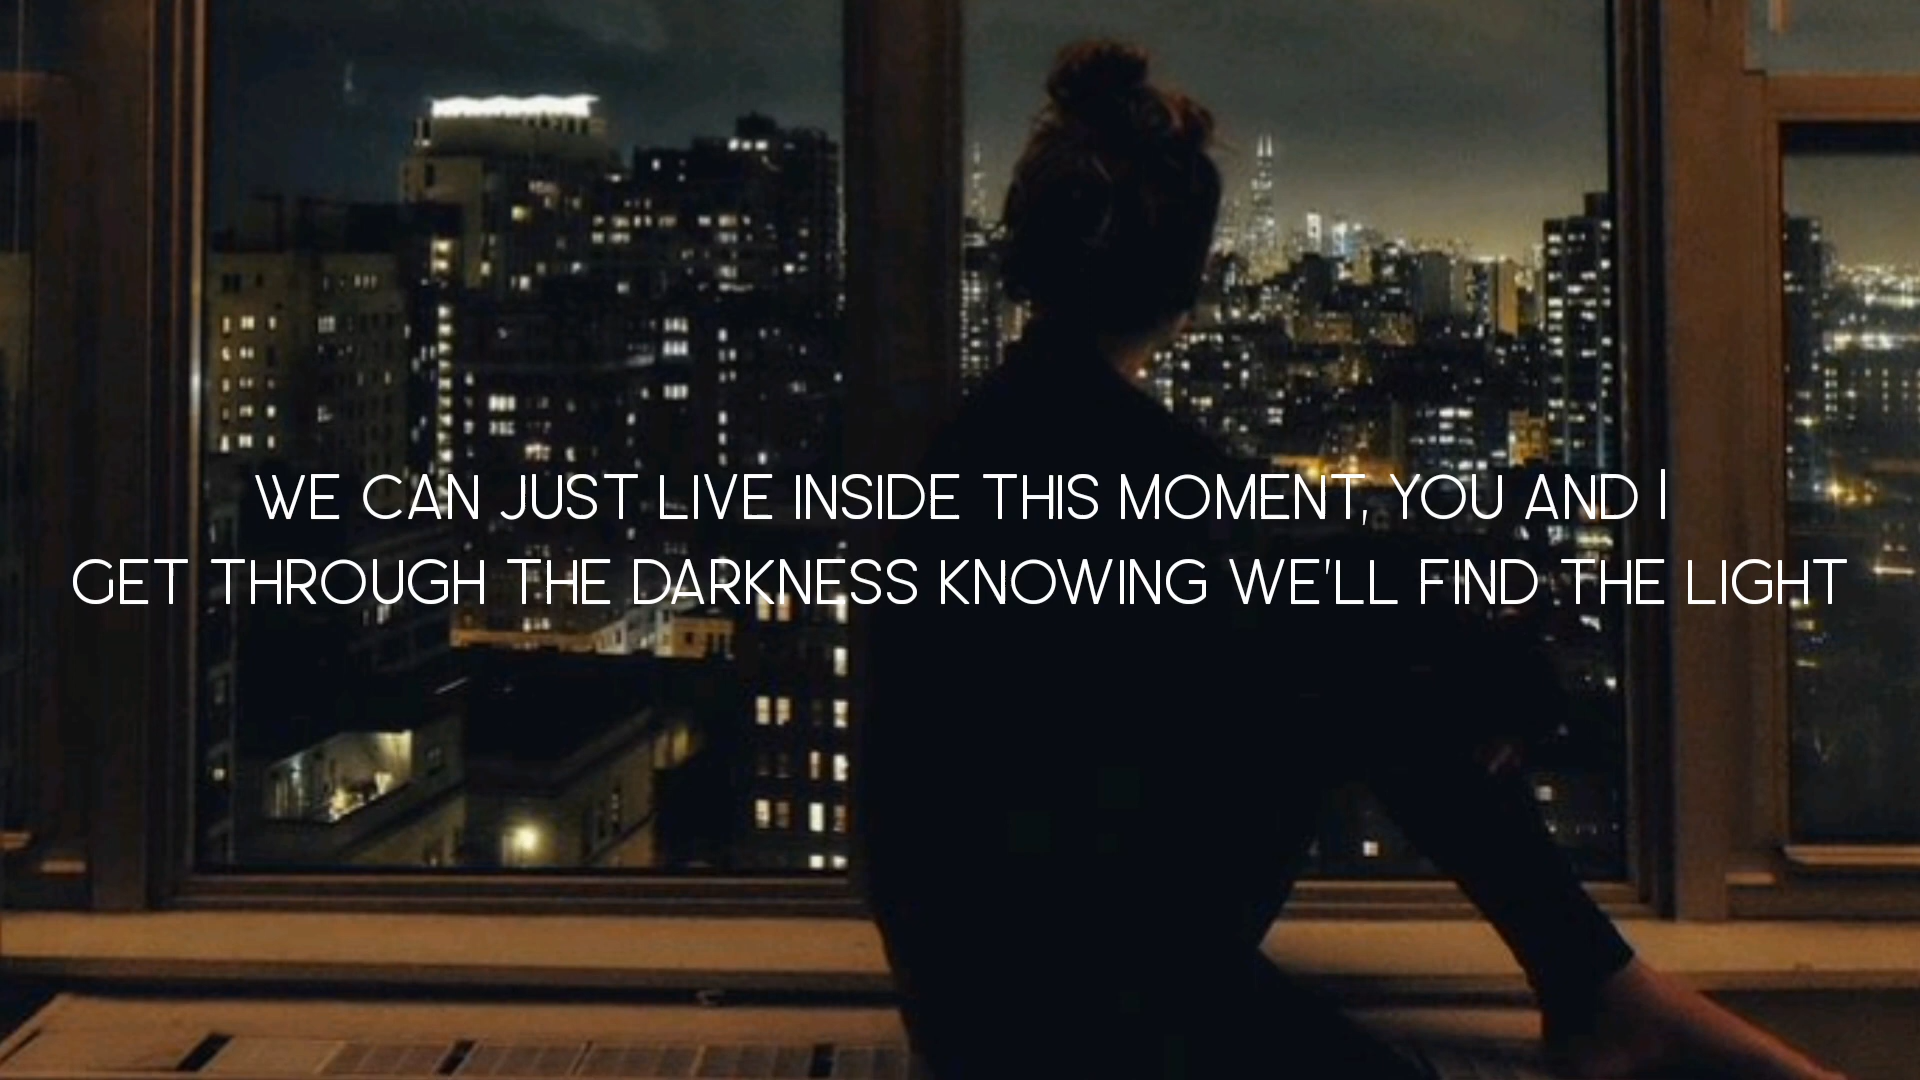 WE CAN JUST LIVE INSIDE THIS MOMENT, YOU AND I
GET THROUGH THE DARKNESS KNOWING WE'LL FIND THE LIGHT